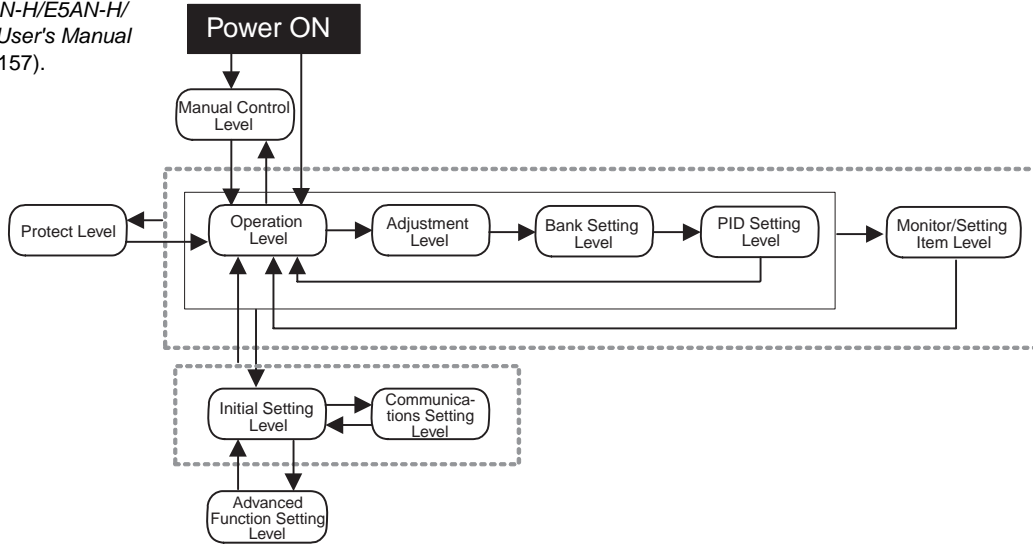 N-H/E5AN-H/
User's Manual
157).
Power ON
Manual Control
Level
Protect Level
Operation
Level
Adjustment
Level
Bank Setting
Level
PID Setting
Level
Monitor/Setting
Item Level
Initial Setting
Level
Communica-
tions Setting
Level
Advanced
Function Setting
Level